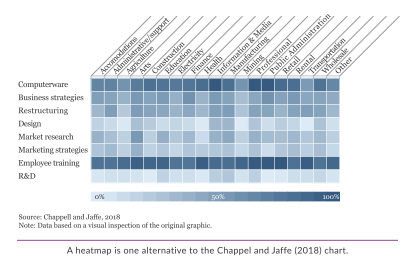 Accomodations
Administrative/support
Agriculture
Arts
Construction
Education
Electricity
Finance
Health
Information & Media
Manufacturing
Mining
Professional
Public Administration
Retail
Rental
Transportation
Wholesale
Other
Computerware
Business strategies
Restructuring
Design
Market research
Marketing strategies
Employee training
R&D
0% 50% 100%
Source: Chappell and Jaffe, 2018
Note: Data based on a visual inspection of the original graphic.
A heatmap is one alternative to the Chappel and Jaffe (2018) chart.